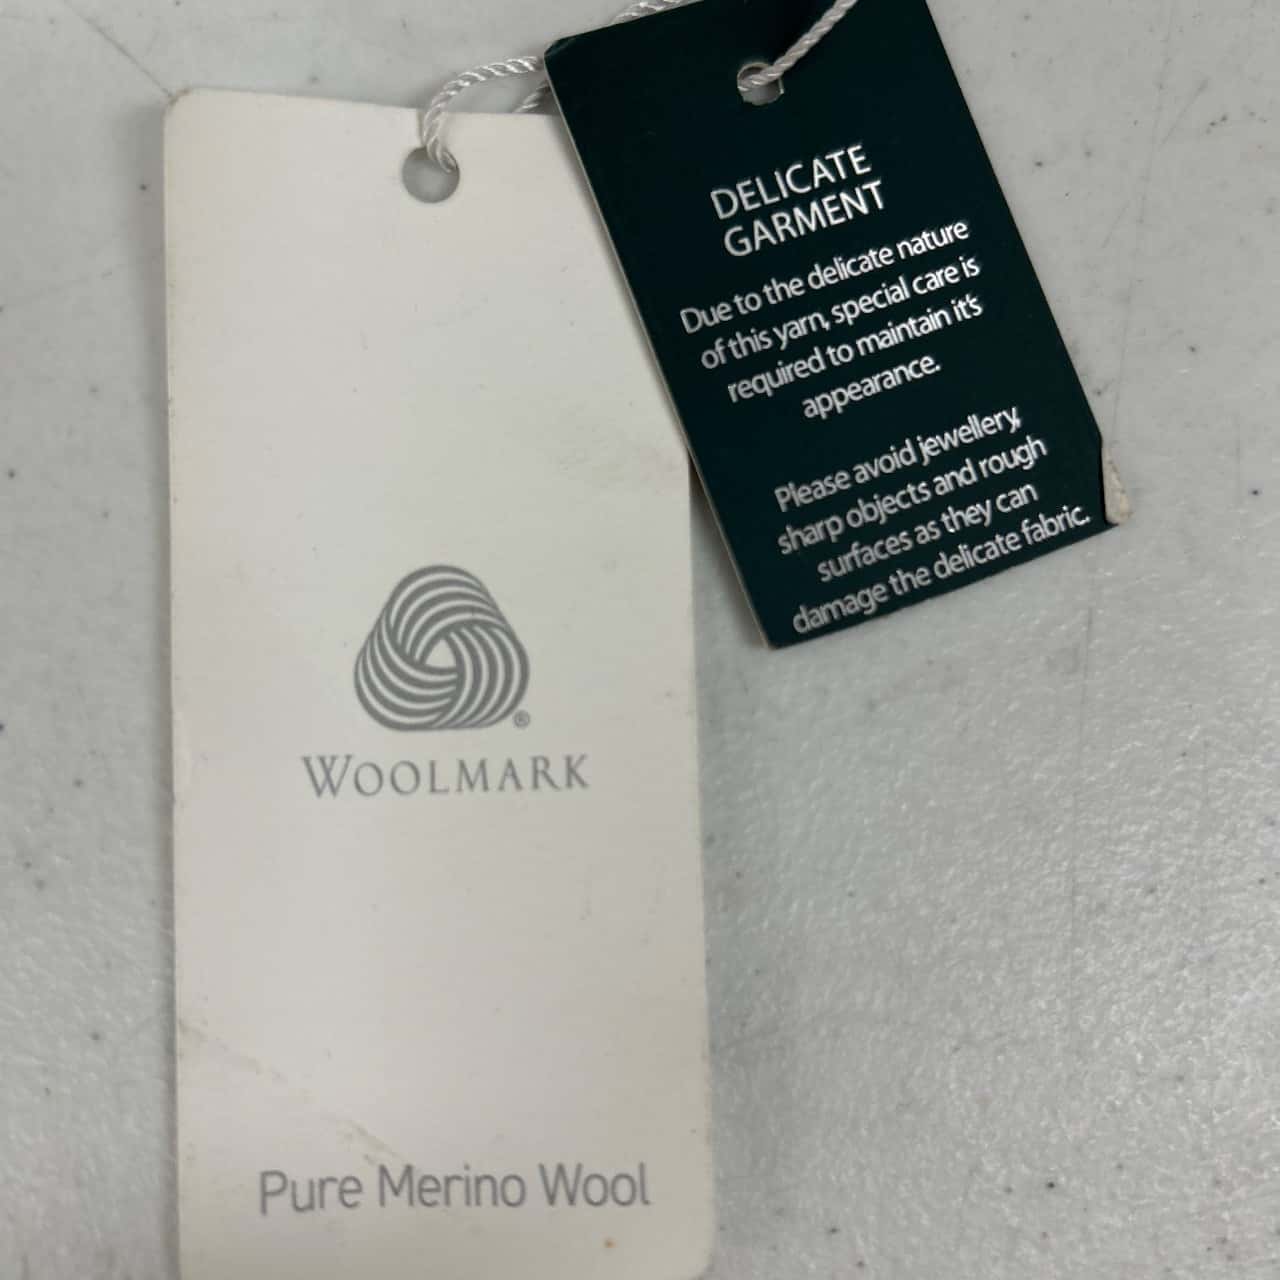 DELICATE
GARMENT
Due to the delicate nature
of this yarn, special care is
required to maintain it's
appearance.
Please avoid jewellery,
sharp objects and rough
surfaces as they can
damage the delicate fabric.
®
WOOLMARK
Pure Merino Wool